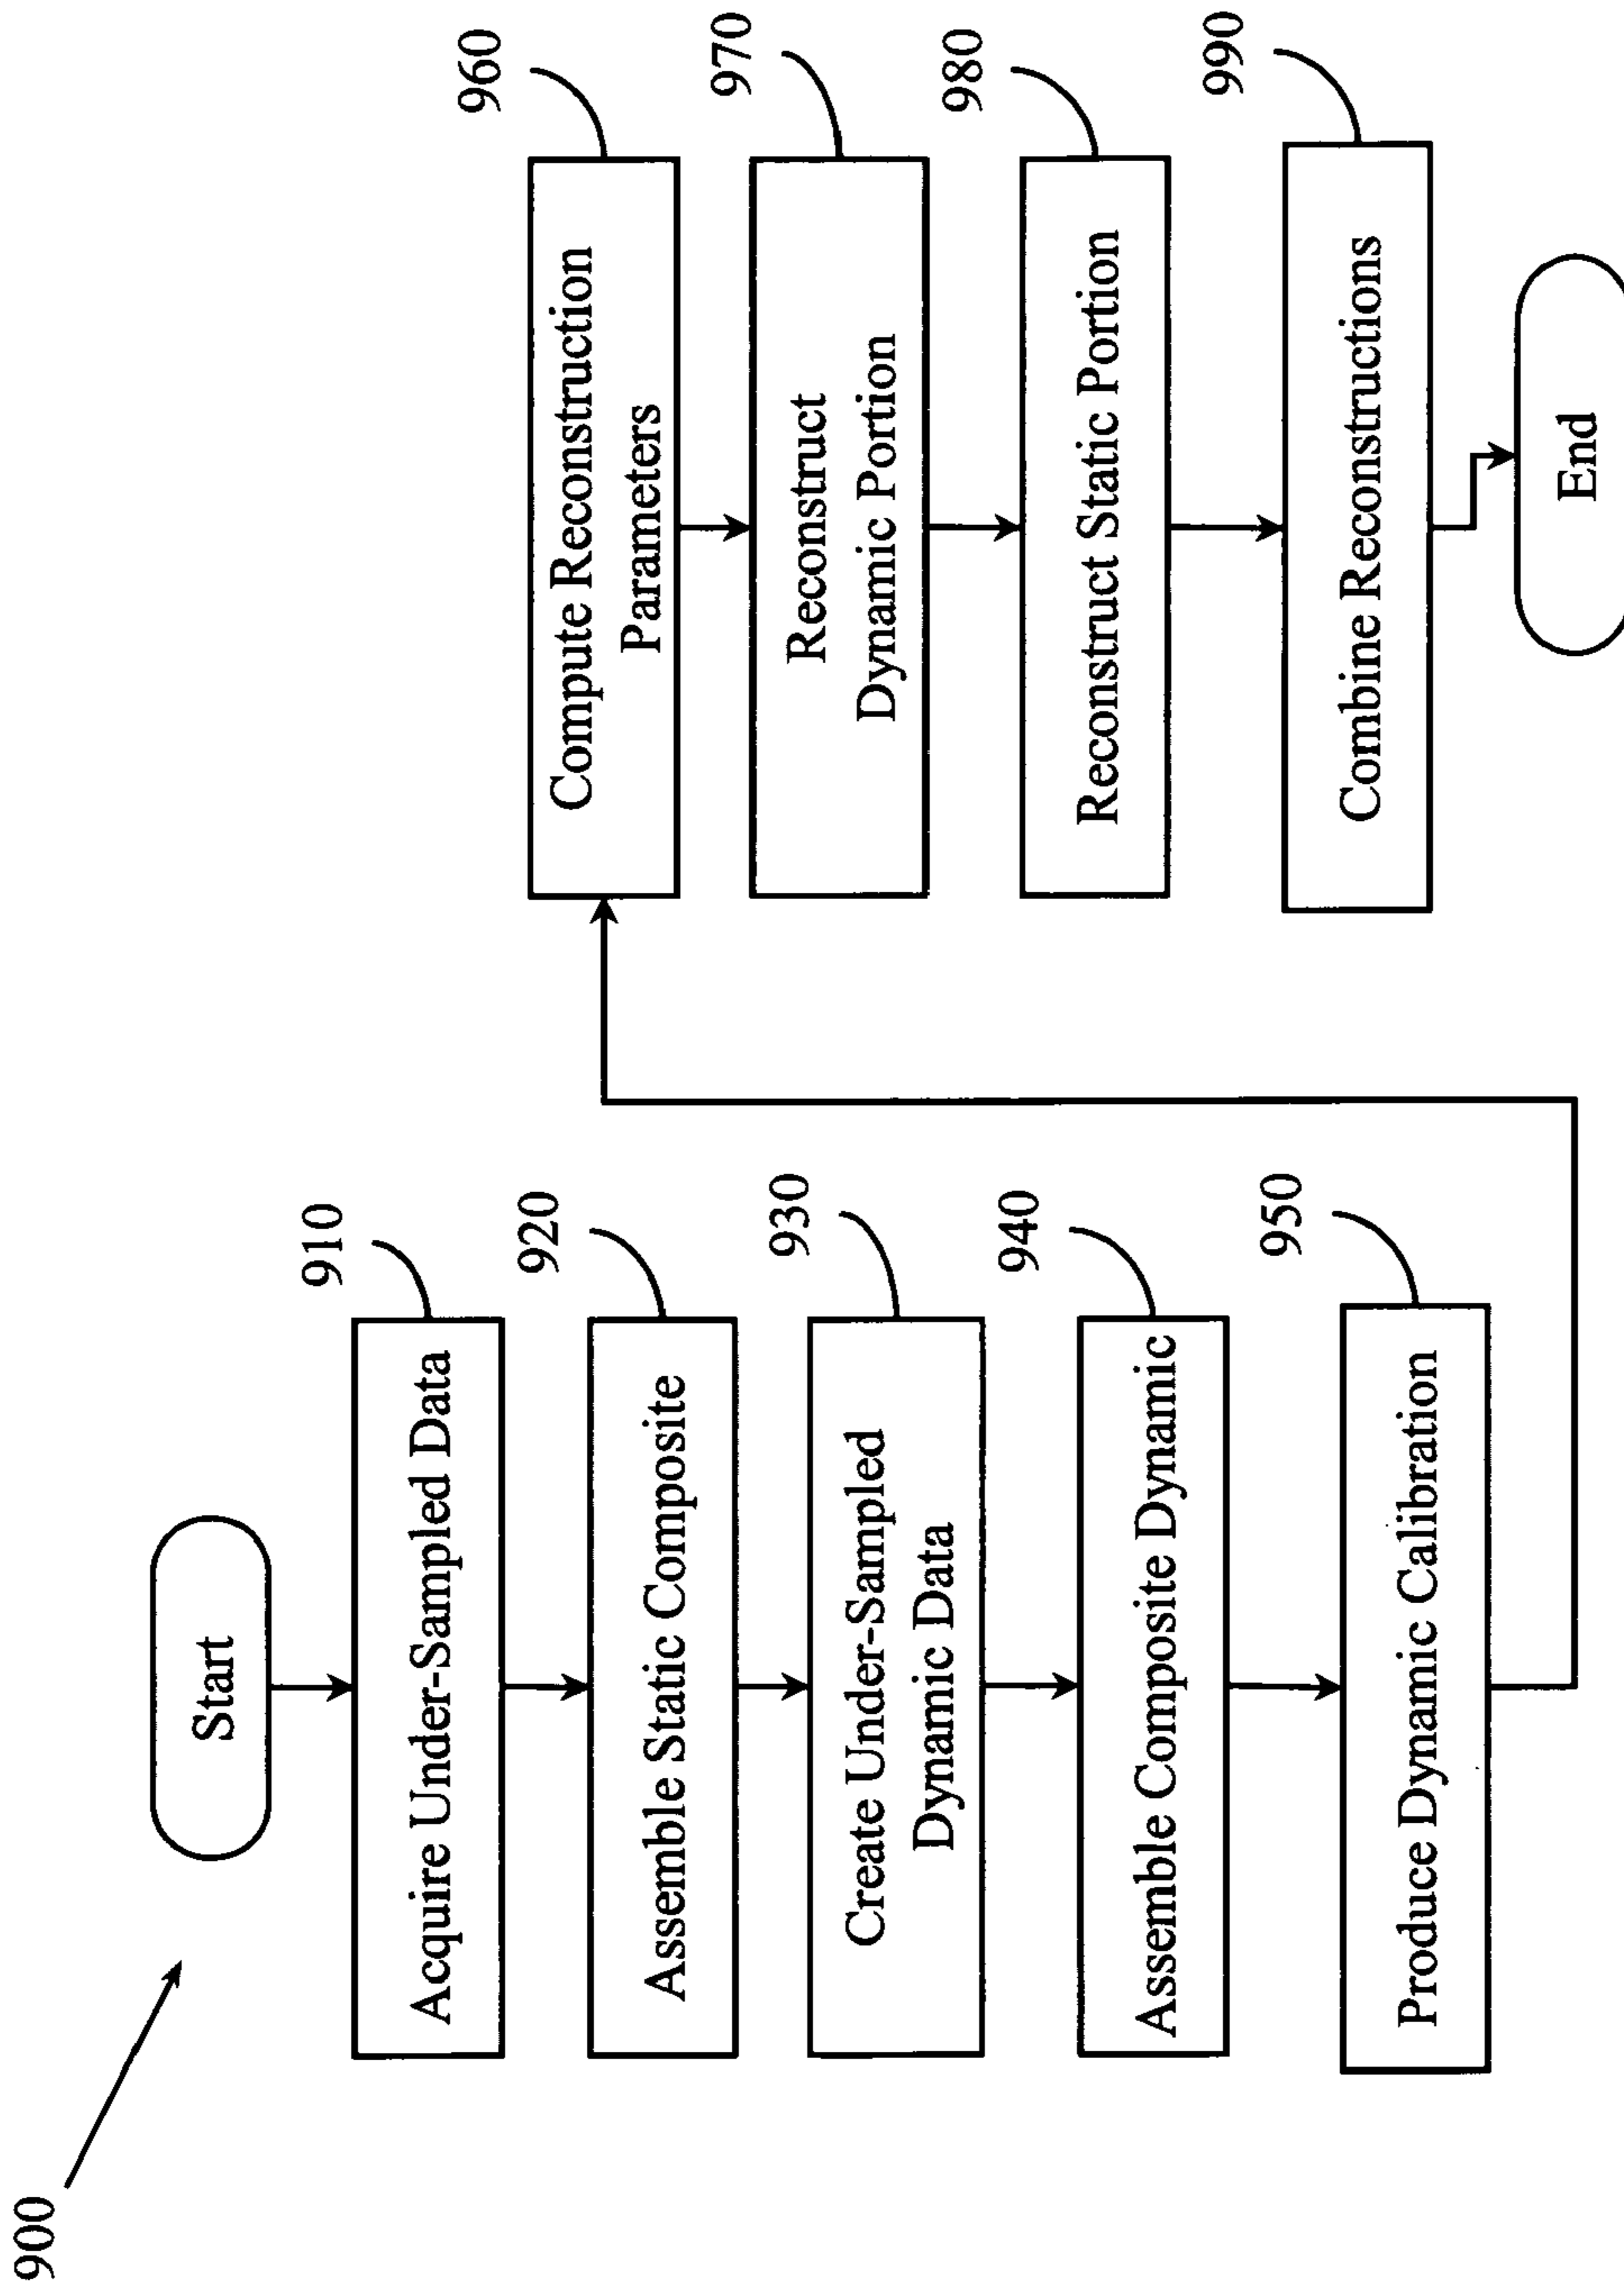 900
Start
Acquire Under-Sampled Data
910
Assemble Static Composite
920
Create Under-Sampled
Dynamic Data
930
Assemble Composite Dynamic
940
Produce Dynamic Calibration
950
Compute Reconstruction
Parameters
960
Reconstruct
Dynamic Portion
970
Reconstruct Static Portion
980
Combine Reconstructions
990
End